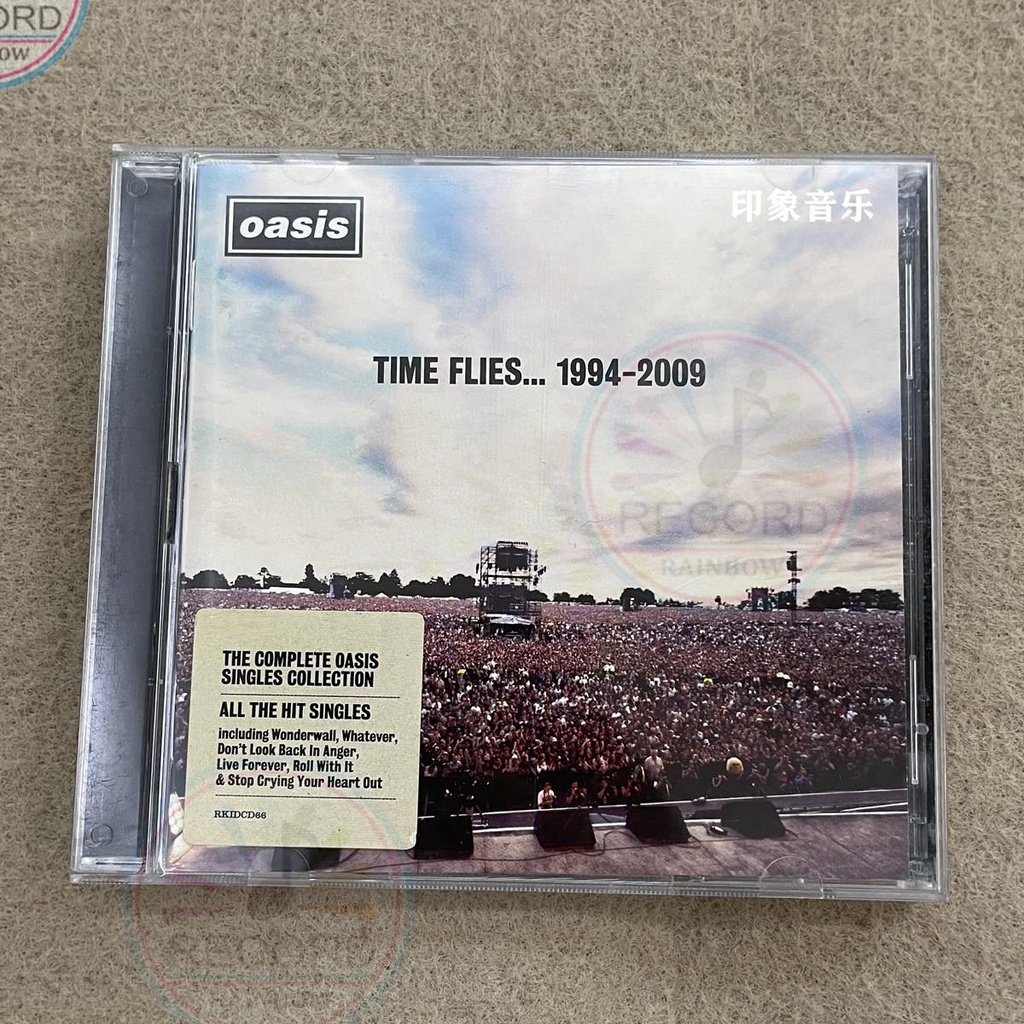 ORD
OW
oasis
印象音乐
TIME FLIES... 1994-2009
RECORD
RAINBOW
THE COMPLETE OASIS
SINGLES COLLECTION
ALL THE HIT SINGLES
including Wonderwall, Whatever,
Don't Look Back In Anger,
Live Forever, Roll With It
& Stop Crying Your Heart Out
RKIDCD66